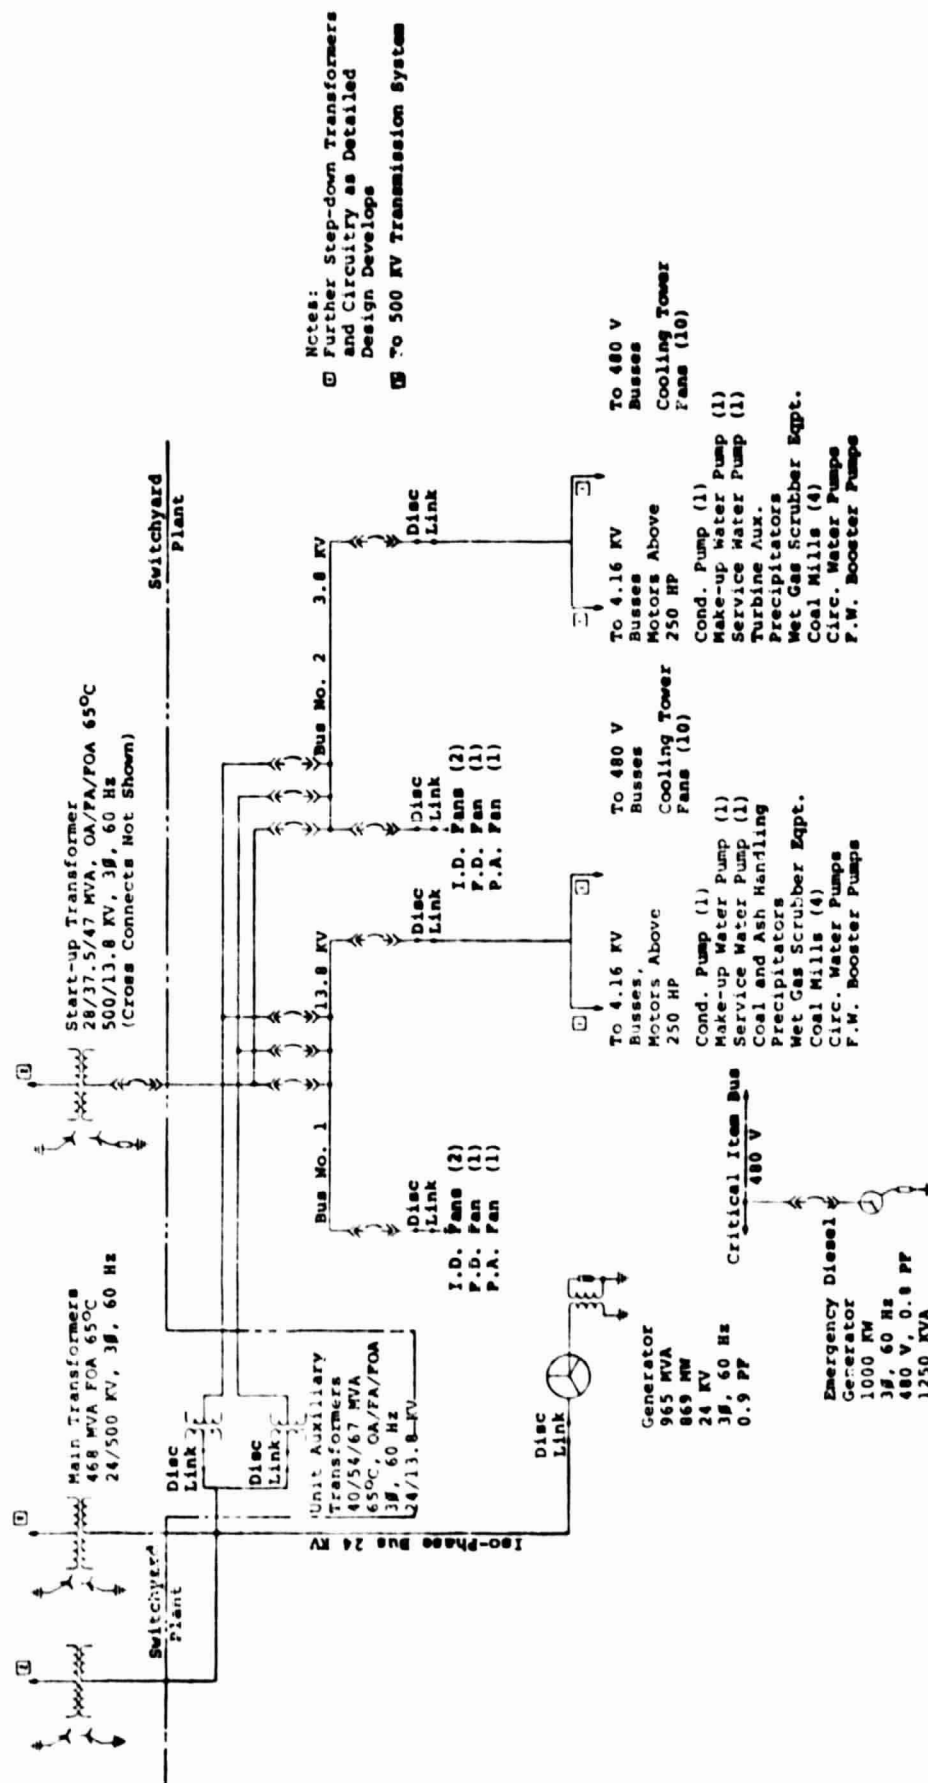 Main Transformers
468 MVA FOA 65°C
24/500 KV, 3Ø, 60 Hz
Start-up Transformer
28/37.5/47 MVA, OA/FA/FOA 65°C
500/13.8 KV, 3Ø, 60 Hz
(Cross Connects Not Shown)
Switchyard
Plant
Switchyard
Plant
Disc
Link
Disc
Link
Unit Auxiliary
Transformers
40/54/67 MVA
65°C, OA/FA/FOA
3Ø, 60 Hz
24/13.8 KV
Iso-Phase Bus 24 KV
Bus No. 1
13.8 KV
Bus No. 2
3.8 KV
Disc
Link
I.D. Fans (2)
F.D. Fan (1)
P.A. Fan (1)
Disc
Link
Disc
Link
I.D. Fans (2)
F.D. Fan (1)
P.A. Fan (1)
Disc
Link
Notes:
Further Step-down Transformers
and Circuitry as Detailed
Design Develops
To 500 KV Transmission System
Disc
Link
Generator
965 MVA
869 MW
24 KV
3Ø, 60 Hz
0.9 PF
To 4.16 KV
Busses,
Motors Above
250 HP
Cond. Pump (1)
Make-up Water Pump (1)
Service Water Pump (1)
Coal and Ash Handling
Precipitators
Wet Gas Scrubber Eqpt.
Coal Mills (4)
Circ. Water Pumps
F.W. Booster Pumps
To 480 V
Busses
Cooling Tower
Fans (10)
To 4.16 KV
Busses
Motors Above
250 HP
Cond. Pump (1)
Make-up Water Pump (1)
Service Water Pump (1)
Turbine Aux.
Precipitators
Wet Gas Scrubber Eqpt.
Coal Mills (4)
Circ. Water Pumps
F.W. Booster Pumps
To 480 V
Busses
Cooling Tower
Fans (10)
Critical Item Bus
480 V
Emergency Diesel
Generator
1000 KW
3Ø, 60 Hz
480 V, 0.8 PF
1250 KVA